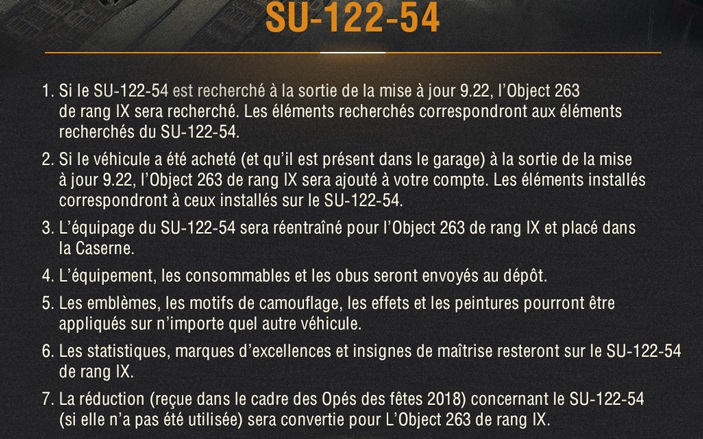 SU-122-54
1. Si le SU-122-54 est recherché à la sortie de la mise à jour 9.22, l'Object 263
de rang IX sera recherché. Les éléments recherchés correspondront aux éléments
recherchés du SU-122-54.
2. Si le véhicule a été acheté (et qu'il est présent dans le garage) à la sortie de la mise
à jour 9.22, l'Object 263 de rang IX sera ajouté à votre compte. Les éléments installés
correspondront à ceux installés sur le SU-122-54.
3. L'équipage du SU-122-54 sera réentraîné pour l'Object 263 de rang IX et placé dans
la Caserne.
4. L'équipement, les consommables et les obus seront envoyés au dépôt.
5. Les emblèmes, les motifs de camouflage, les effets et les peintures pourront être
appliqués sur n'importe quel autre véhicule.
6. Les statistiques, marques d'excellences et insignes de maîtrise resteront sur le SU-122-54
de rang IX.
7. La réduction (reçue dans le cadre des Opés des fêtes 2018) concernant le SU-122-54
(si elle n'a pas été utilisée) sera convertie pour L'Object 263 de rang IX.